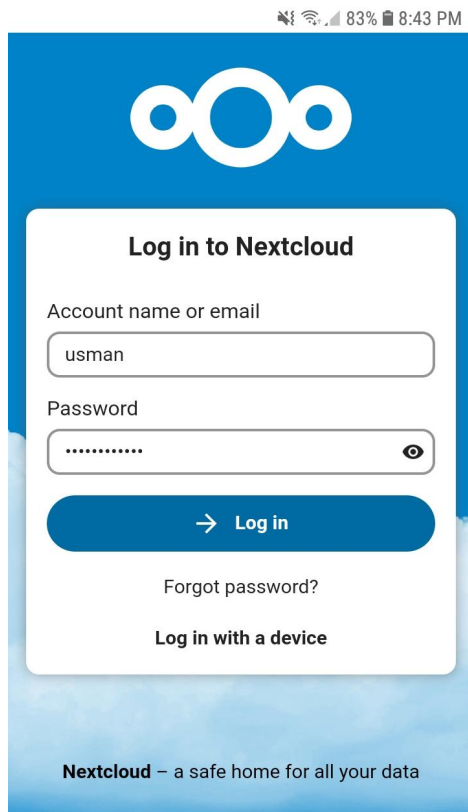 83% 8:43 PM
Log in to Nextcloud
Account name or email
usman
Password
••••••••••••
Log in
Forgot password?
Log in with a device
Nextcloud – a safe home for all your data